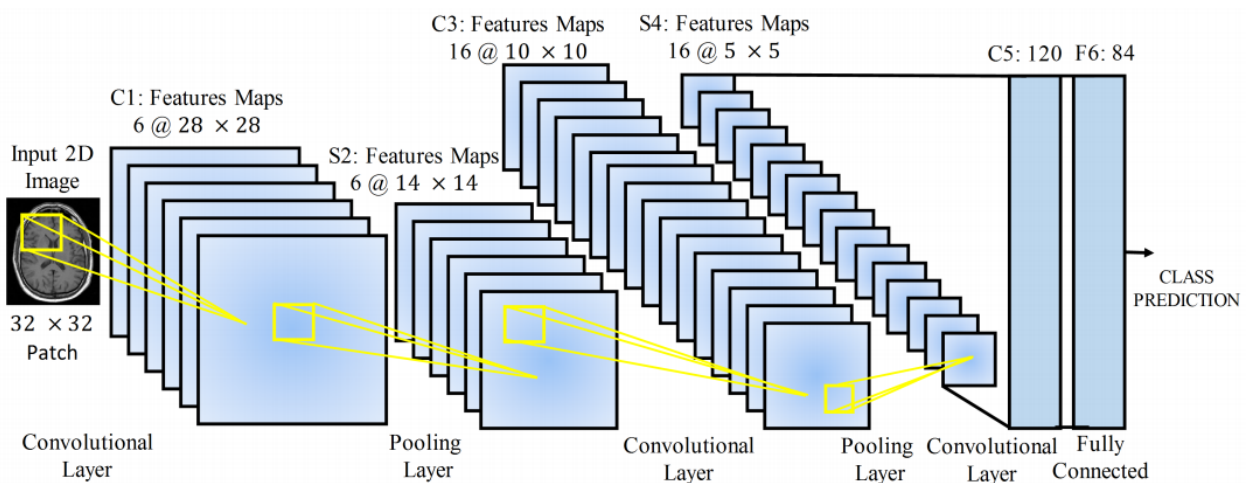 Input 2D
Image
32 × 32
Patch
C1: Features Maps
6 @ 28 × 28
S2: Features Maps
6 @ 14 × 14
C3: Features Maps
16 @ 10 × 10
S4: Features Maps
16 @ 5 × 5
C5: 120
F6: 84
CLASS
PREDICTION
Convolutional
Layer
Pooling
Layer
Convolutional
Layer
Pooling
Layer
Convolutional
Layer
Fully
Connected